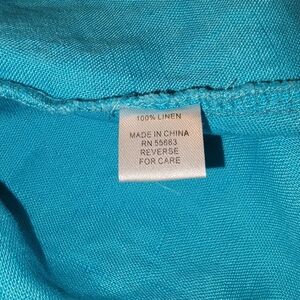 100% LINEN
MADE IN CHINA
RN 55663
REVERSE
FOR CARE